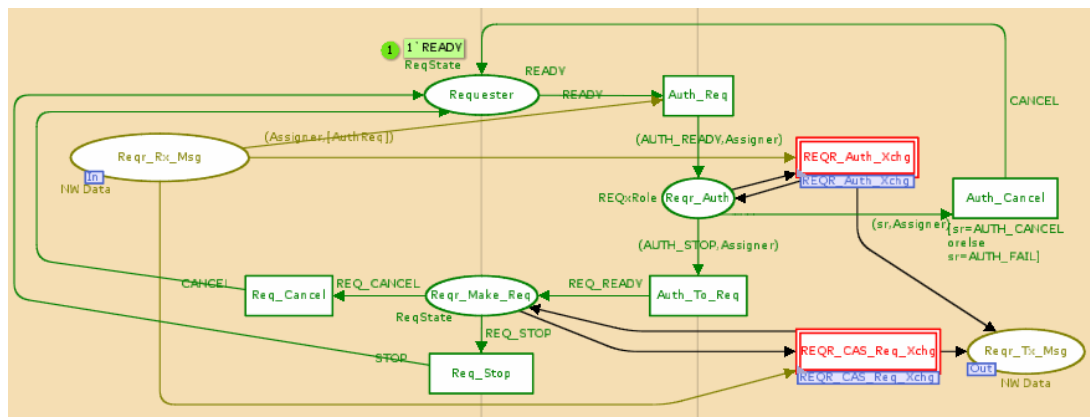 1
1`READY
ReqState
READY
Requester
READY
Auth_Req
CANCEL
(Assigner,[AuthReq])
(AUTH_READY,Assigner)
Reqr_Rx_Msg
In
NW Data
REQR_Auth_Xchg
REQR_Auth_Xchg
REQxRole
Reqr_Auth
Auth_Cancel
(sr,Assigner)
[sr=AUTH_CANCEL
orelse
sr=AUTH_FAIL]
(AUTH_STOP,Assigner)
CANCEL
Req_Cancel
REQ_CANCEL
Reqr_Make_Req
ReqState
REQ_READY
Auth_To_Req
REQ_STOP
STOP
Req_Stop
REQR_CAS_Req_Xchg
REQR_CAS_Req_Xchg
Reqr_Tx_Msg
Out
NW Data